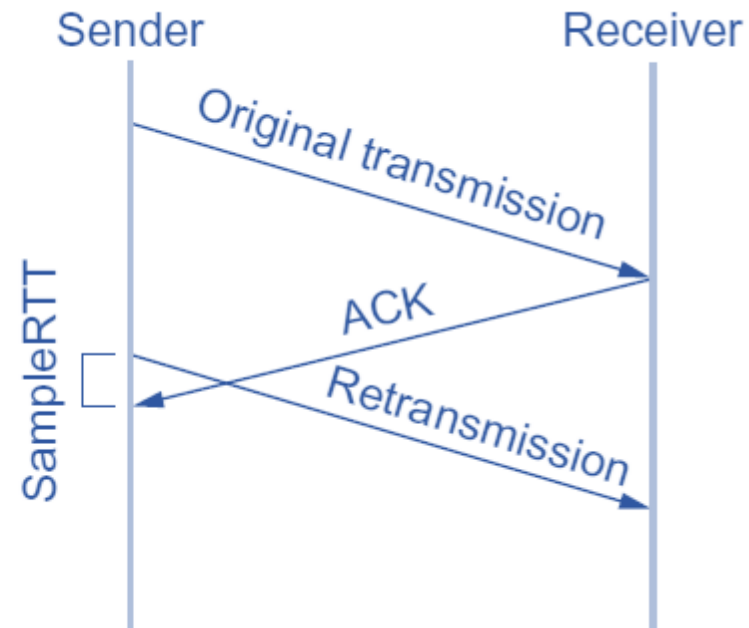 Sender
Receiver
Original transmission
ACK
SampleRTT
Retransmission